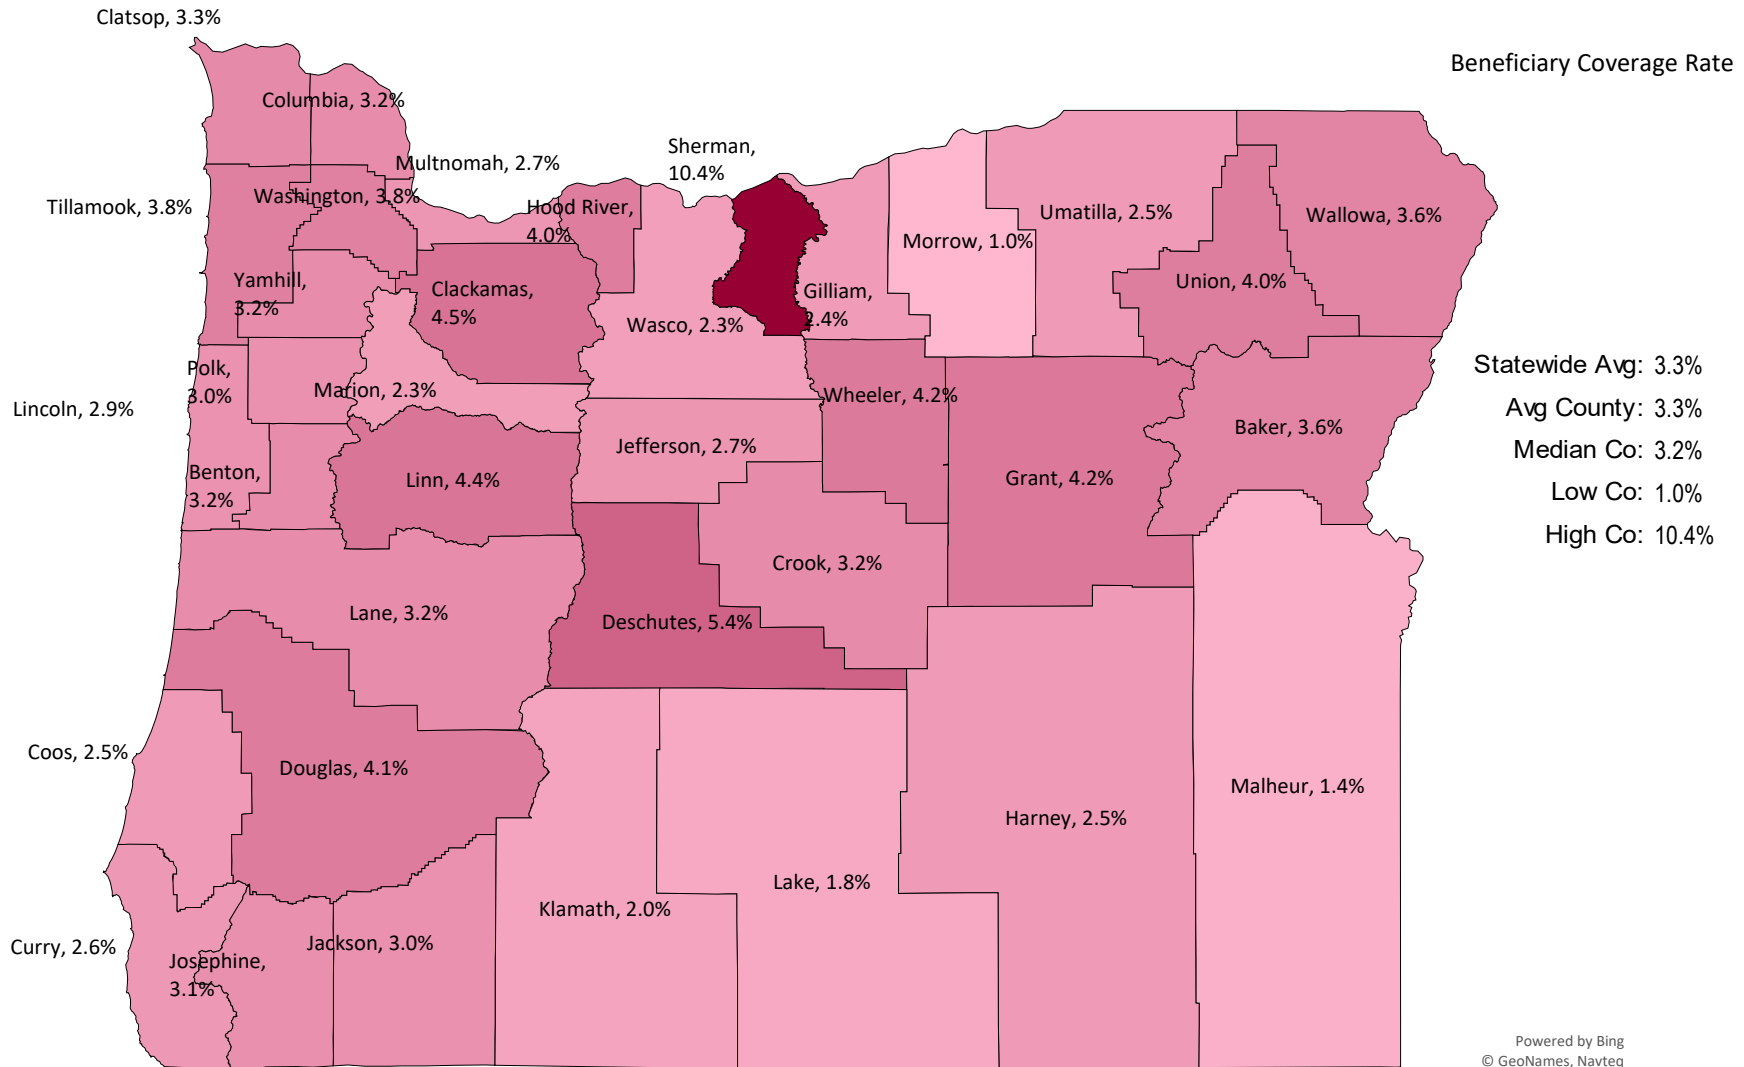 Clatsop, 3.3%
Beneficiary Coverage Rate
Columbia, 3.2%
Sherman,
10.4%
Multnomah, 2.7%
Washington, 3.8%
Tillamook, 3.8%
Hood River,
4.0%
Umatilla, 2.5%
Wallowa, 3.6%
Morrow, 1.0%
Yamhill,
3.2%
Clackamas,
4.5%
Gilliam,
2.4%
Union, 4.0%
Wasco, 2.3%
Statewide Avg: 3.3%
Avg County: 3.3%
Median Co: 3.2%
Low Co: 1.0%
High Co: 10.4%
Polk,
3.0%
Marion, 2.3%
Wheeler, 4.2%
Lincoln, 2.9%
Baker, 3.6%
Jefferson, 2.7%
Benton,
3.2%
Linn, 4.4%
Grant, 4.2%
Crook, 3.2%
Lane, 3.2%
Deschutes, 5.4%
Coos, 2.5%
Douglas, 4.1%
Malheur, 1.4%
Harney, 2.5%
Lake, 1.8%
Klamath, 2.0%
Curry, 2.6%
Jackson, 3.0%
Josephine,
3.1%
Powered by Bing
© GeoNames, Navteq